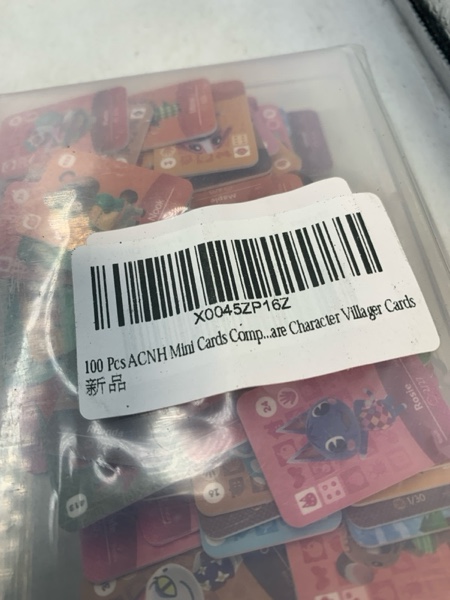 X0045ZP16Z
100 Pcs ACNH Mini Cards Comp...are Character Villager Cards
新品
Rosie